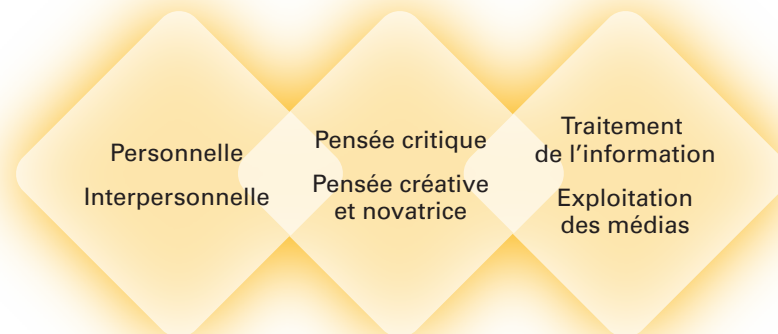 Personnelle
Interpersonnelle
Pensée critique
Pensée créative
et novatrice
Traitement
de l’information
Exploitation
des médias